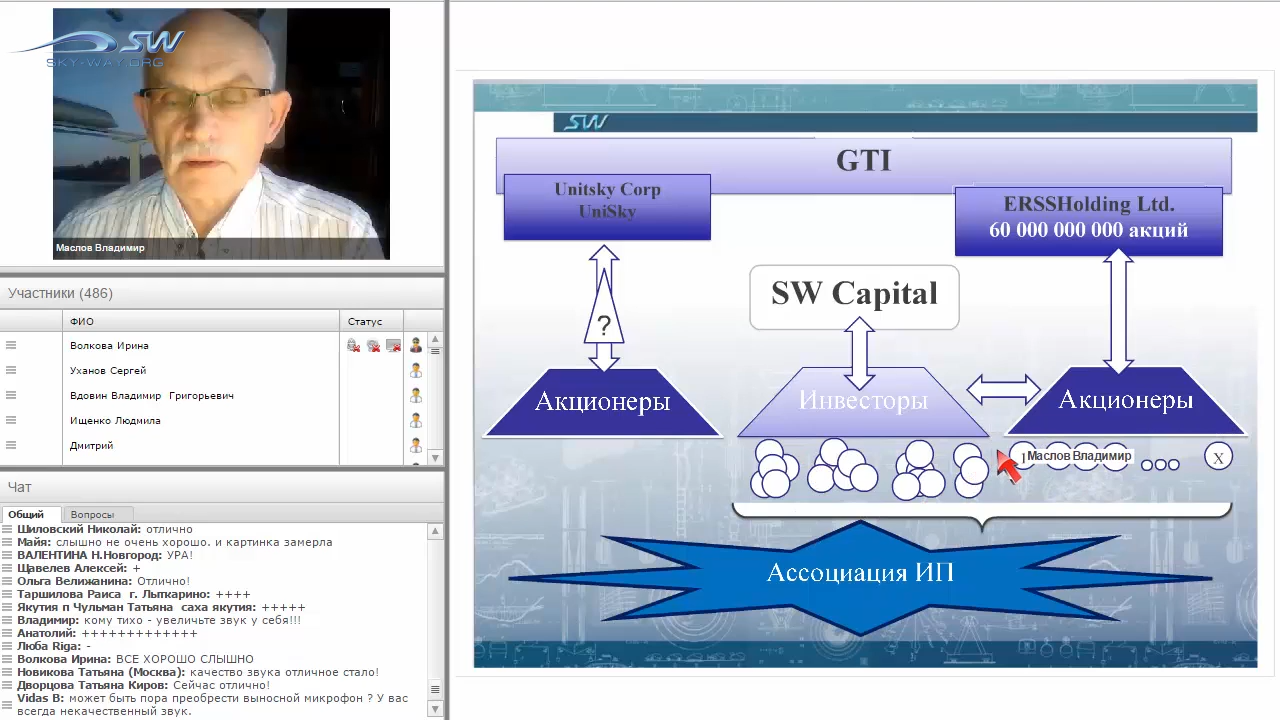 SW
SKY-WAY.ORG
Маслов Владимир
Участники (486)
ФИО
Статус
Волкова Ирина
Уханов Сергей
Вдовин Владимир Григорьевич
Ищенко Людмила
Дмитрий
Чат
Общий
Вопросы
Шиловский Николай: отлично
Майя: слышно не очень хорошо. и картинка замерла
ВАЛЕНТИНА Н.Новгород: УРА!
Щавелев Алексей: +
Ольга Велижанина: Отлично!
Таршилова Раиса г. Лыткарино: ++++
Якутия п Чульман Татьяна саха якутия: +++++
Владимир: кому тихо - увеличьте звук у себя!!!
Анатолий: +++++++++++++
Люба Riga: -
Волкова Ирина: ВСЕ ХОРОШО СЛЫШНО
Новикова Татьяна (Москва): качество звука отличное стало!
Дворцова Татьяна Киров: Сейчас отлично!
Vidas B: может быть пора преобрести выносной микрофон ? У вас
всегда некачественный звук.
SW
GTI
Unitsky Corp
UniSky
ERSSHolding Ltd.
60 000 000 000 акций
SW Capital
?
Акционеры
Инвесторы
Акционеры
Маслов Владимир
X
Ассоциация ИП